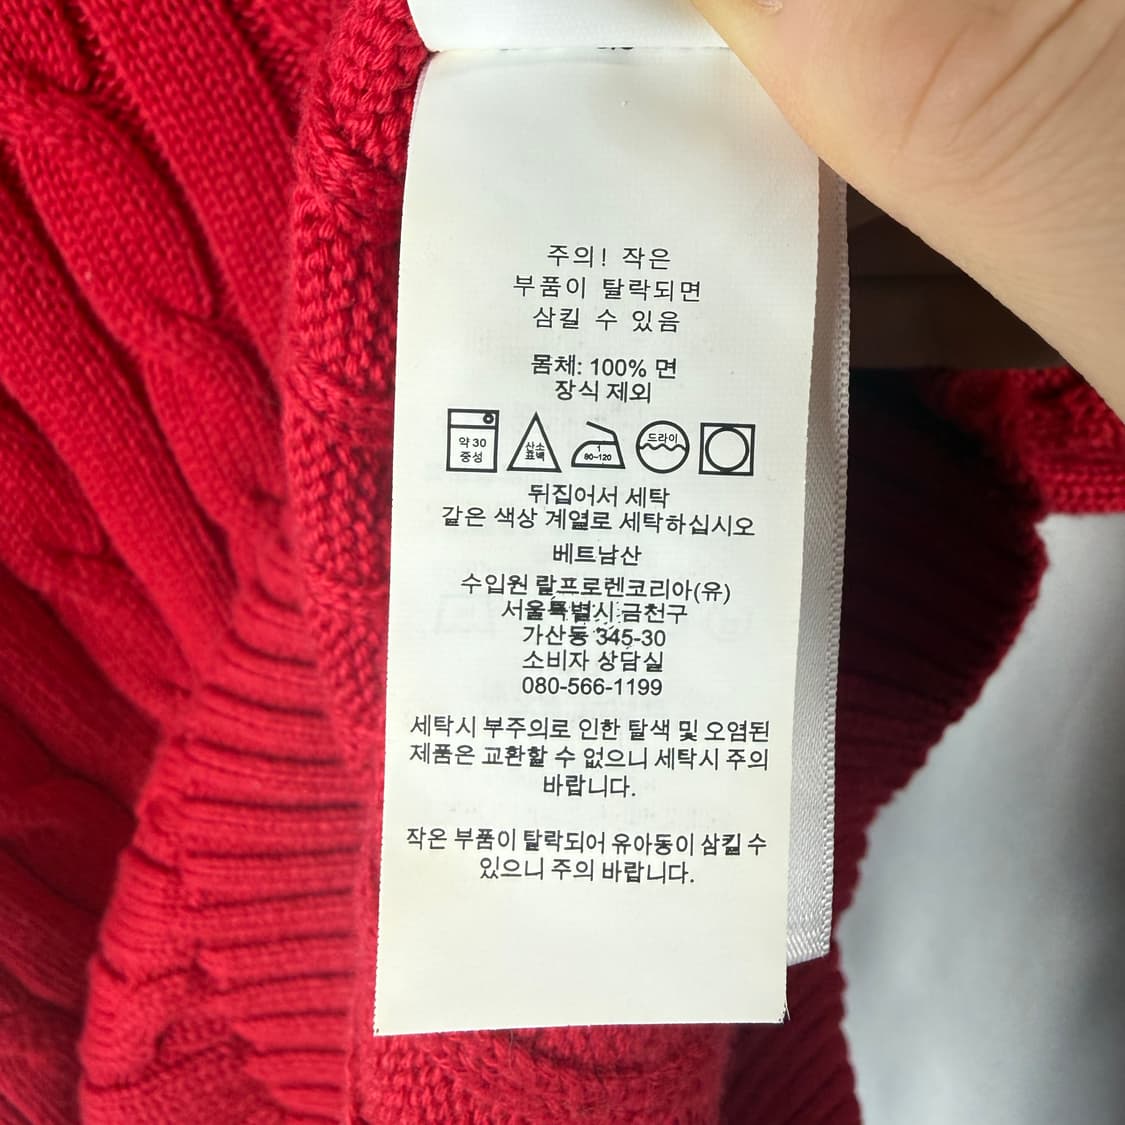 주의! 작은
부품이 탈락되면
삼킬 수 있음
몸체: 100% 면
장식 제외
약 30
중성
산소
표백
1
80~120
드라이
뒤집어서 세탁
같은 색상 계열로 세탁하십시오
베트남산
수입원 랄프로렌코리아(유)
서울특별시 금천구
가산동 345-30
소비자 상담실
080-566-1199
세탁시 부주의로 인한 탈색 및 오염된
제품은 교환할 수 없으니 세탁시 주의
바랍니다.
작은 부품이 탈락되어 유아동이 삼킬 수
있으니 주의 바랍니다.